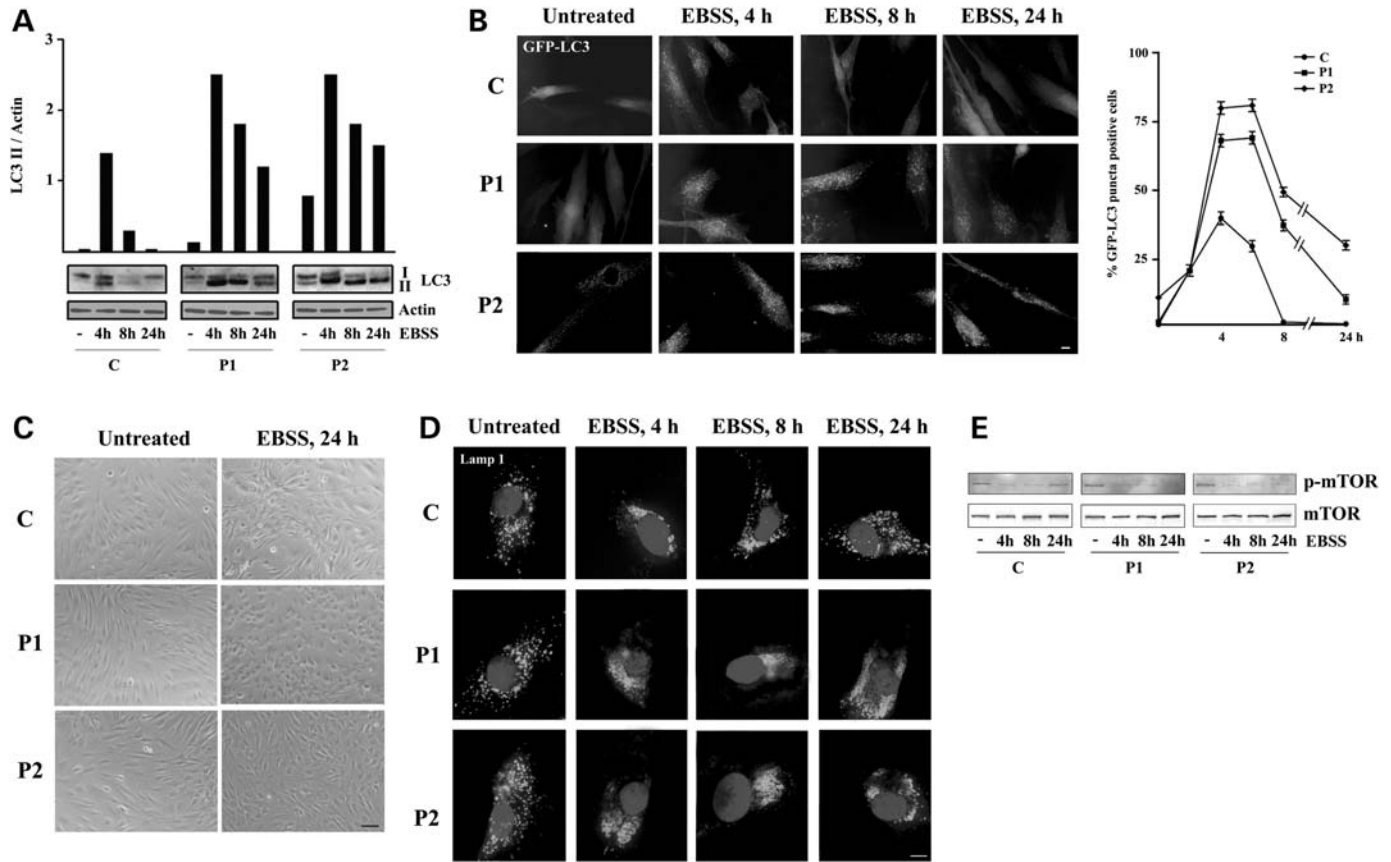 A
3
2
1
LC3 II / Actin
I
II
LC3
Actin
- 4h 8h 24h - 4h 8h 24h - 4h 8h 24h EBSS
C P1 P2
B
Untreated EBSS, 4 h EBSS, 8 h EBSS, 24 h
GFP-LC3
C
P1
P2
100
75
50
25
% GFP-LC3 puncta positive cells
C
P1
P2
4 8 24 h
C
Untreated EBSS, 24 h
C
P1
P2
D
Untreated EBSS, 4 h EBSS, 8 h EBSS, 24 h
Lamp 1
C
P1
P2
E
p-mTOR
mTOR
- 4h 8h 24h - 4h 8h 24h - 4h 8h 24h EBSS
C P1 P2